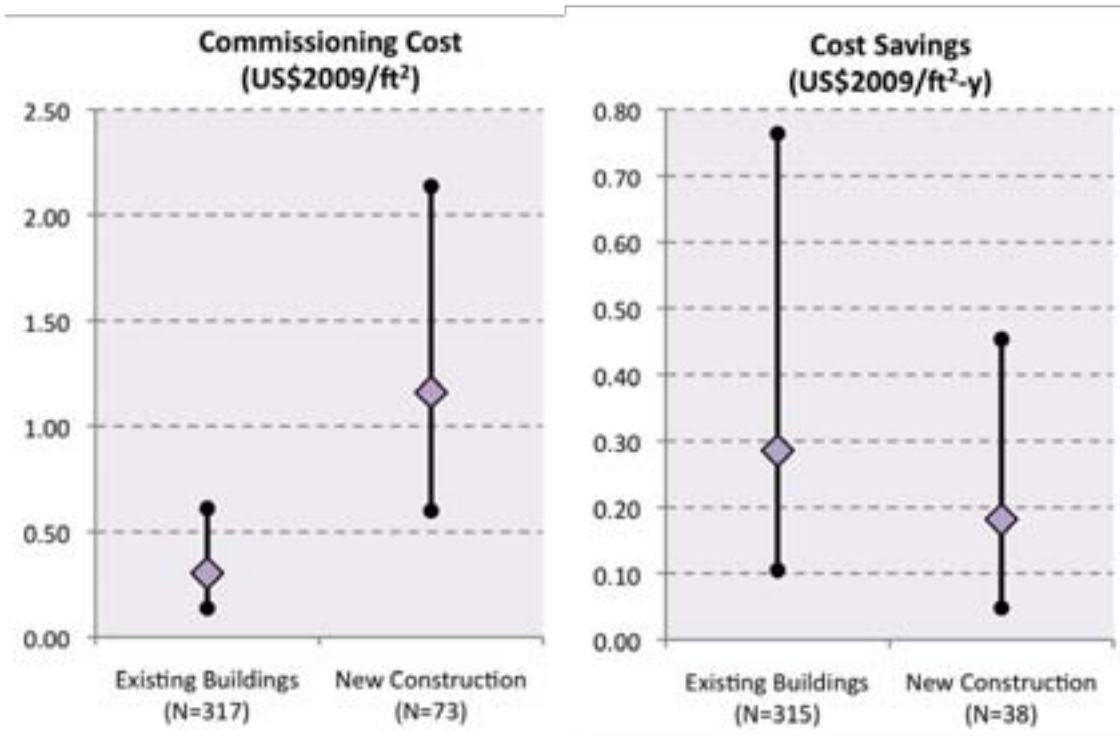 Commissioning Cost
(US$2009/ft²)
2.50
2.00
1.50
1.00
0.50
0.00
Existing Buildings
(N=317)
New Construction
(N=73)
Cost Savings
(US$2009/ft²-y)
0.80
0.70
0.60
0.50
0.40
0.30
0.20
0.10
0.00
Existing Buildings
(N=315)
New Construction
(N=38)